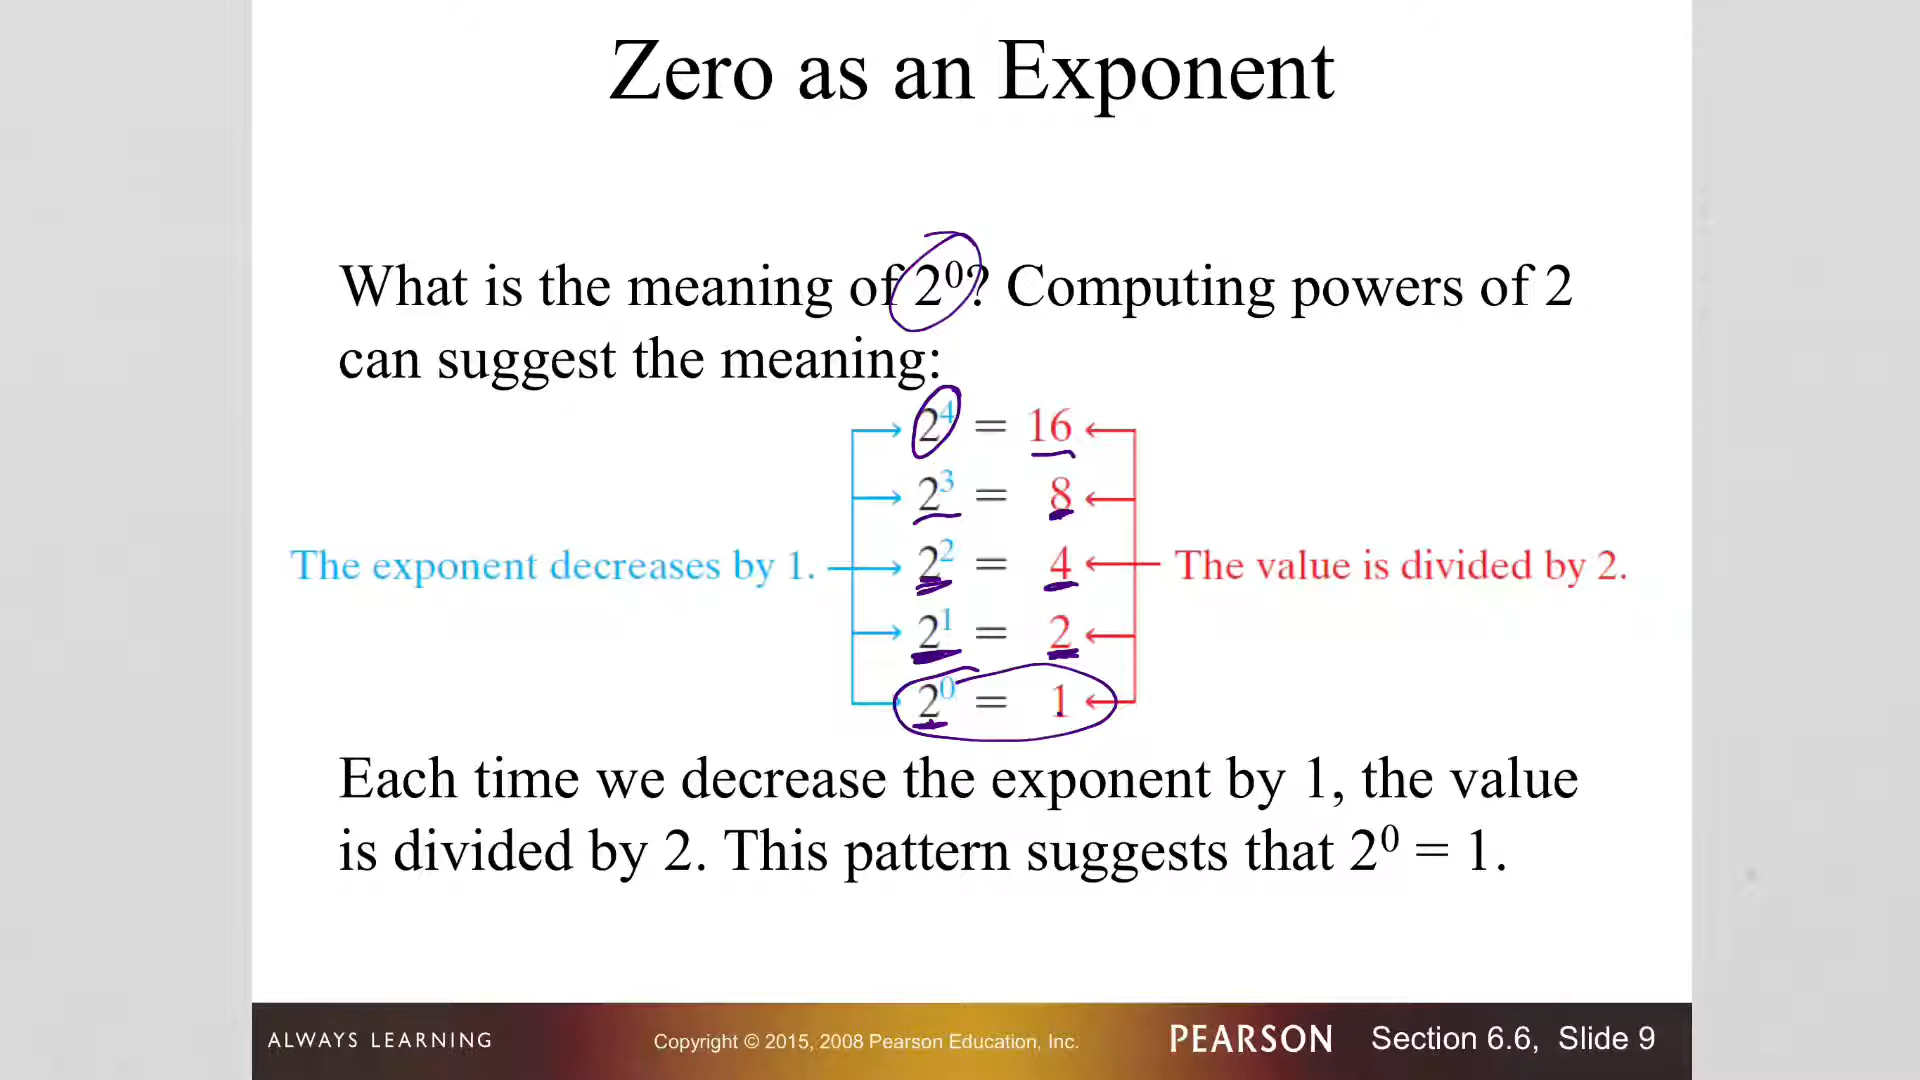 Zero as an Exponent
What is the meaning of 2⁰? Computing powers of 2
can suggest the meaning:
2⁴ = 16
2³ = 8
The exponent decreases by 1. 2² = 4 The value is divided by 2.
2¹ = 2
2⁰ = 1
Each time we decrease the exponent by 1, the value
is divided by 2. This pattern suggests that 2⁰ = 1.
ALWAYS LEARNING Copyright © 2015, 2008 Pearson Education, Inc. PEARSON Section 6.6, Slide 9